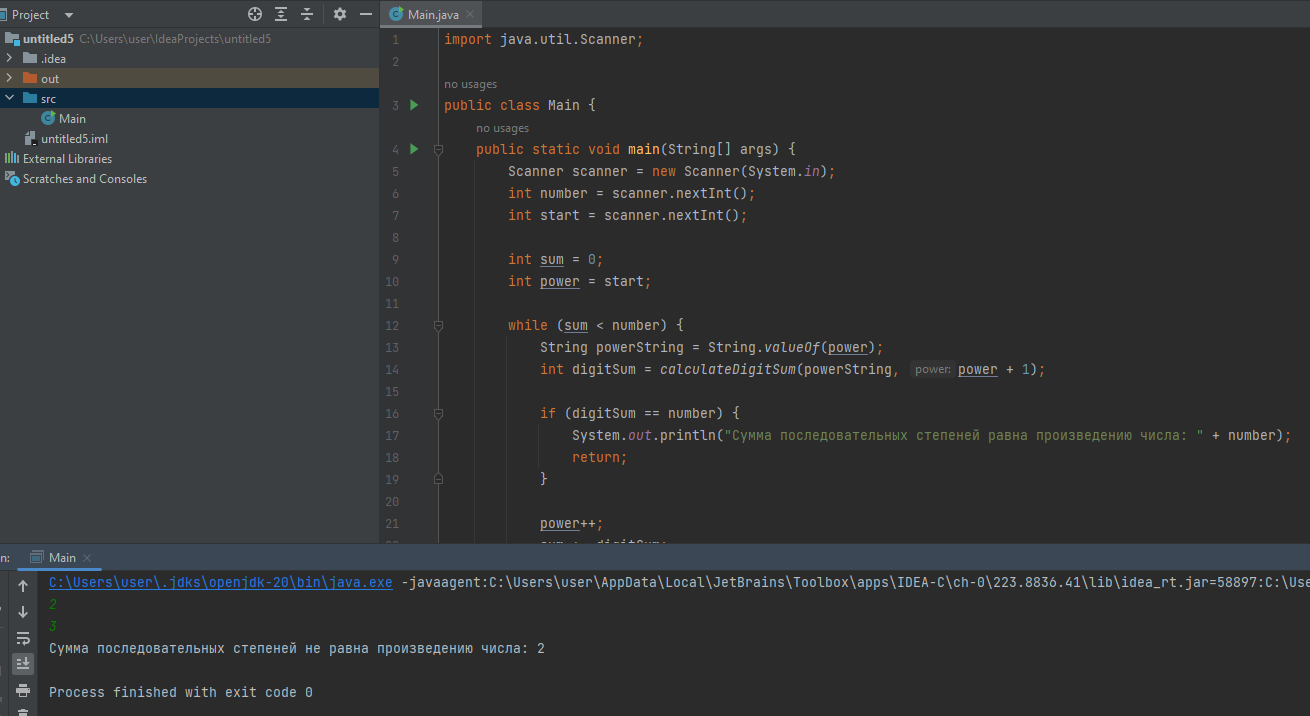 Project
Main.java
untitled5 C:\Users\user\IdeaProjects\untitled5
.idea
out
src
Main
untitled5.iml
External Libraries
Scratches and Consoles
1 import java.util.Scanner;
2
no usages
3 public class Main {
no usages
4 public static void main(String[] args) {
5 Scanner scanner = new Scanner(System.in);
6 int number = scanner.nextInt();
7 int start = scanner.nextInt();
8
9 int sum = 0;
10 int power = start;
11
12 while (sum < number) {
13 String powerString = String.valueOf(power);
14 int digitSum = calculateDigitSum(powerString, power: power + 1);
15
16 if (digitSum == number) {
17 System.out.println("Сумма последовательных степеней равна произведению числа: " + number);
18 return;
19 }
20
21 power++;
n: Main
C:\Users\user\.jdks\openjdk-20\bin\java.exe -javaagent:C:\Users\user\AppData\Local\JetBrains\Toolbox\apps\IDEA-C\ch-0\223.8836.41\lib\idea_rt.jar=58897:C:\Use
2
3
Сумма последовательных степеней не равна произведению числа: 2
Process finished with exit code 0